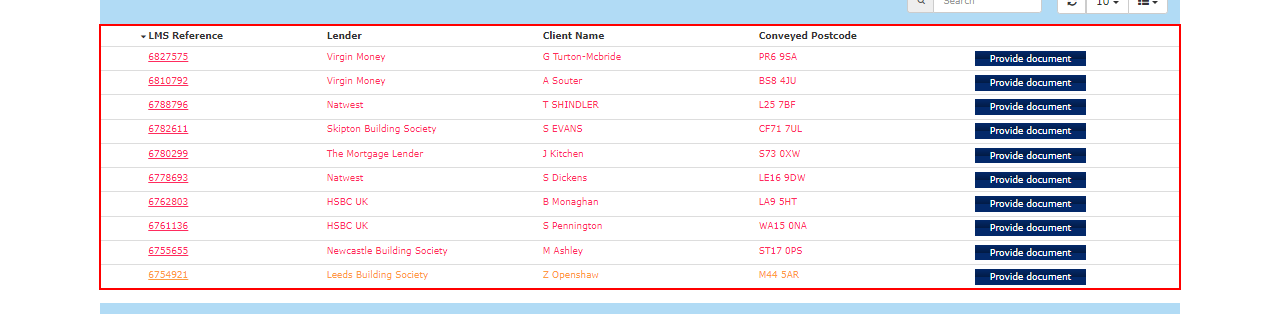 Search 10
LMS Reference Lender Client Name Conveyed Postcode
6827575 Virgin Money G Turton-Mcbride PR6 9SA Provide document
6810792 Virgin Money A Souter BS8 4JU Provide document
6788796 Natwest T SHINDLER L25 7BF Provide document
6782611 Skipton Building Society S EVANS CF71 7UL Provide document
6780299 The Mortgage Lender J Kitchen S73 0XW Provide document
6778693 Natwest S Dickens LE16 9DW Provide document
6762803 HSBC UK B Monaghan LA9 5HT Provide document
6761136 HSBC UK S Pennington WA15 0NA Provide document
6755655 Newcastle Building Society M Ashley ST17 0PS Provide document
6754921 Leeds Building Society Z Openshaw M44 5AR Provide document